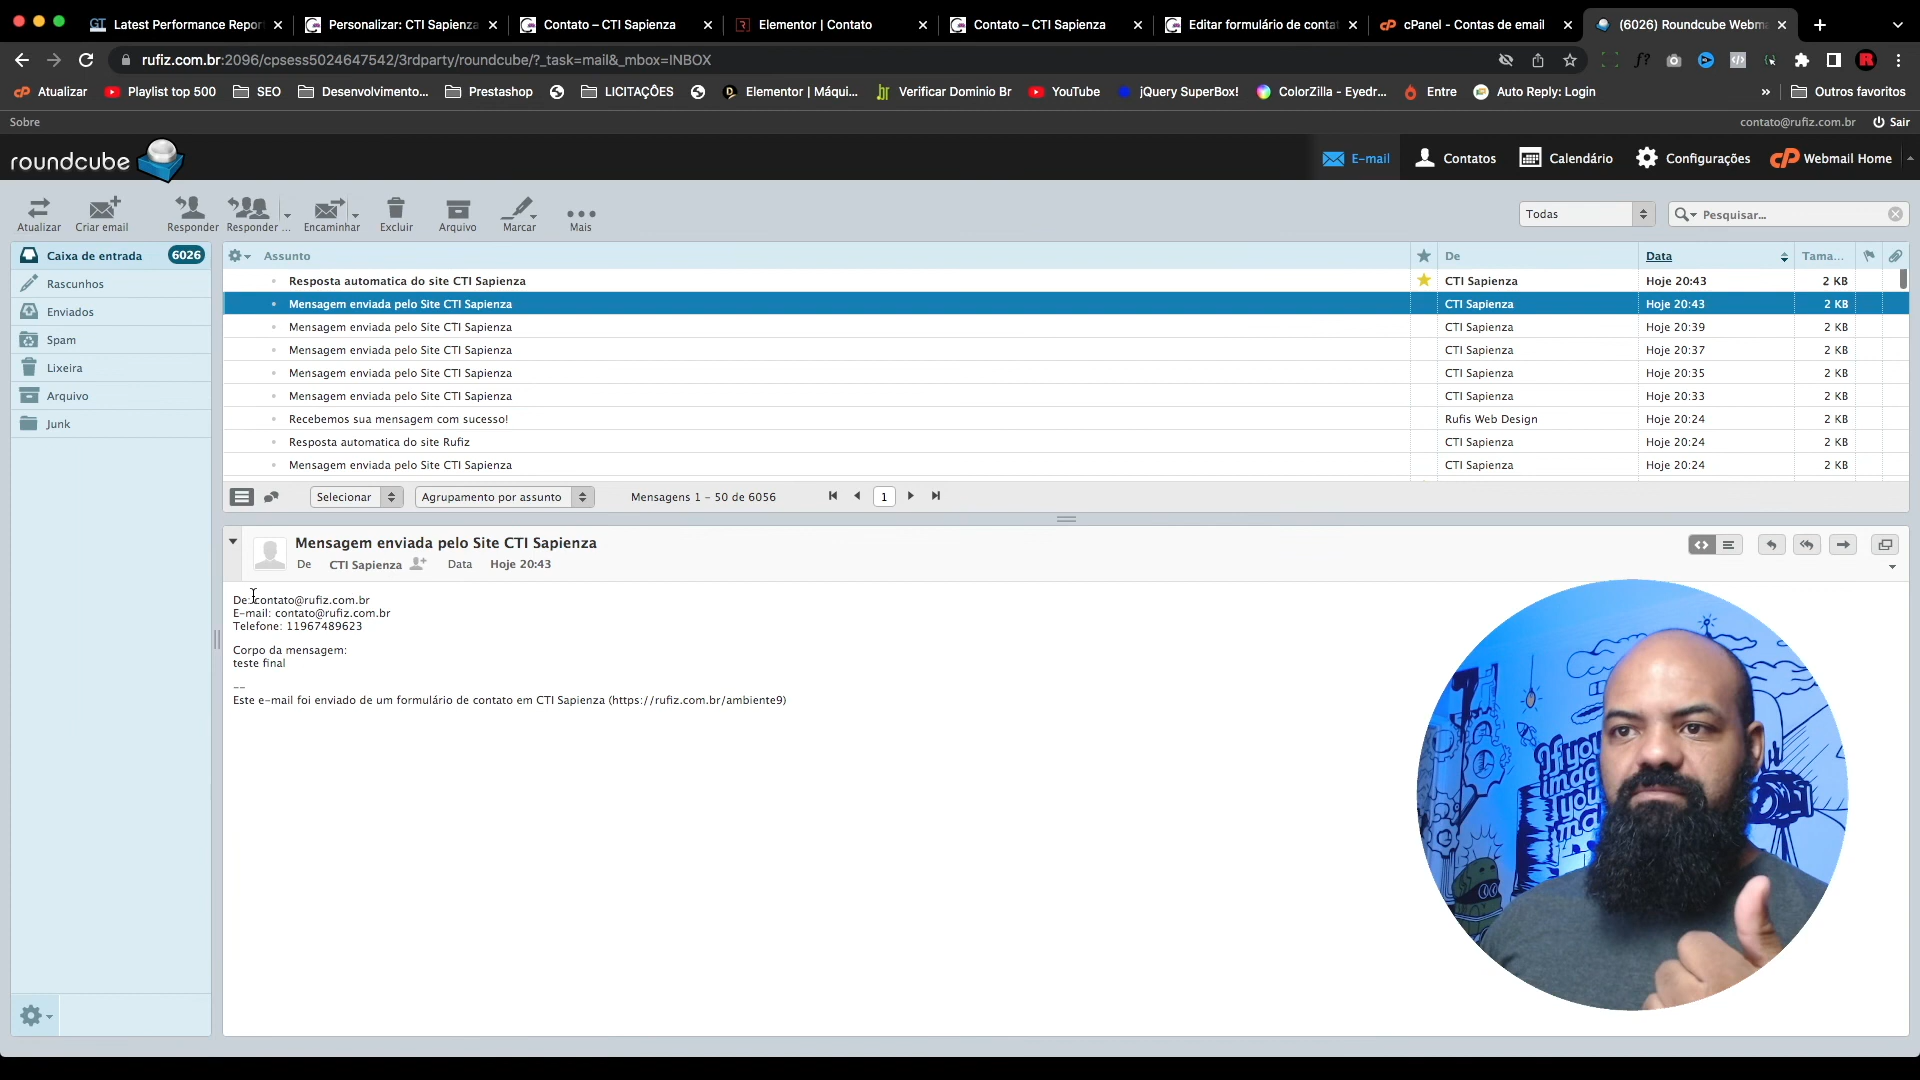 Latest Performance Repor
Personalizar: CTI Sapienza
Contato – CTI Sapienza
Elementor | Contato
Contato – CTI Sapienza
Editar formulário de conta
cPanel - Contas de email
(6026) Roundcube Webm
rufiz.com.br:2096/cpsess5024647542/3rdparty/roundcube/?_task=mail&_mbox=INBOX
Atualizar
Playlist top 500
SEO
Desenvolvimento...
Prestashop
LICITAÇÔES
Elementor | Máqui...
Verificar Dominio Br
YouTube
jQuery SuperBox!
ColorZilla - Eyedr...
Entre
Auto Reply: Login
»
Outros favoritos
Sobre
contato@rufiz.com.br
Sair
roundcube
E-mail
Contatos
Calendário
Configurações
Webmail Home
Atualizar
Criar email
Responder
Responder ...
Encaminhar
Excluir
Arquivo
Marcar
Mais
Todas
Pesquisar...
Caixa de entrada 6026
Rascunhos
Enviados
Spam
Lixeira
Arquivo
Junk
Assunto De Data Tama...
Resposta automatica do site CTI Sapienza CTI Sapienza Hoje 20:43 2 KB
Mensagem enviada pelo Site CTI Sapienza CTI Sapienza Hoje 20:43 2 KB
Mensagem enviada pelo Site CTI Sapienza CTI Sapienza Hoje 20:39 2 KB
Mensagem enviada pelo Site CTI Sapienza CTI Sapienza Hoje 20:37 2 KB
Mensagem enviada pelo Site CTI Sapienza CTI Sapienza Hoje 20:35 2 KB
Mensagem enviada pelo Site CTI Sapienza CTI Sapienza Hoje 20:33 2 KB
Recebemos sua mensagem com sucesso! Rufis Web Design Hoje 20:24 2 KB
Resposta automatica do site Rufiz CTI Sapienza Hoje 20:24 2 KB
Mensagem enviada pelo Site CTI Sapienza CTI Sapienza Hoje 20:24 2 KB
Selecionar
Agrupamento por assunto
Mensagens 1 – 50 de 6056
1
Mensagem enviada pelo Site CTI Sapienza
De CTI Sapienza Data Hoje 20:43
De: contato@rufiz.com.br
E-mail: contato@rufiz.com.br
Telefone: 11967489623
Corpo da mensagem:
teste final
--
Este e-mail foi enviado de um formulário de contato em CTI Sapienza (https://rufiz.com.br/ambiente9)
If you
imag
you
ma